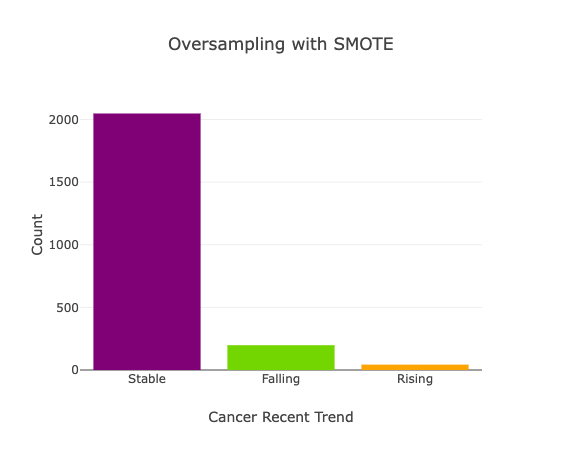 Oversampling with SMOTE
2000
1500
1000
500
0
Count
Stable Falling Rising
Cancer Recent Trend